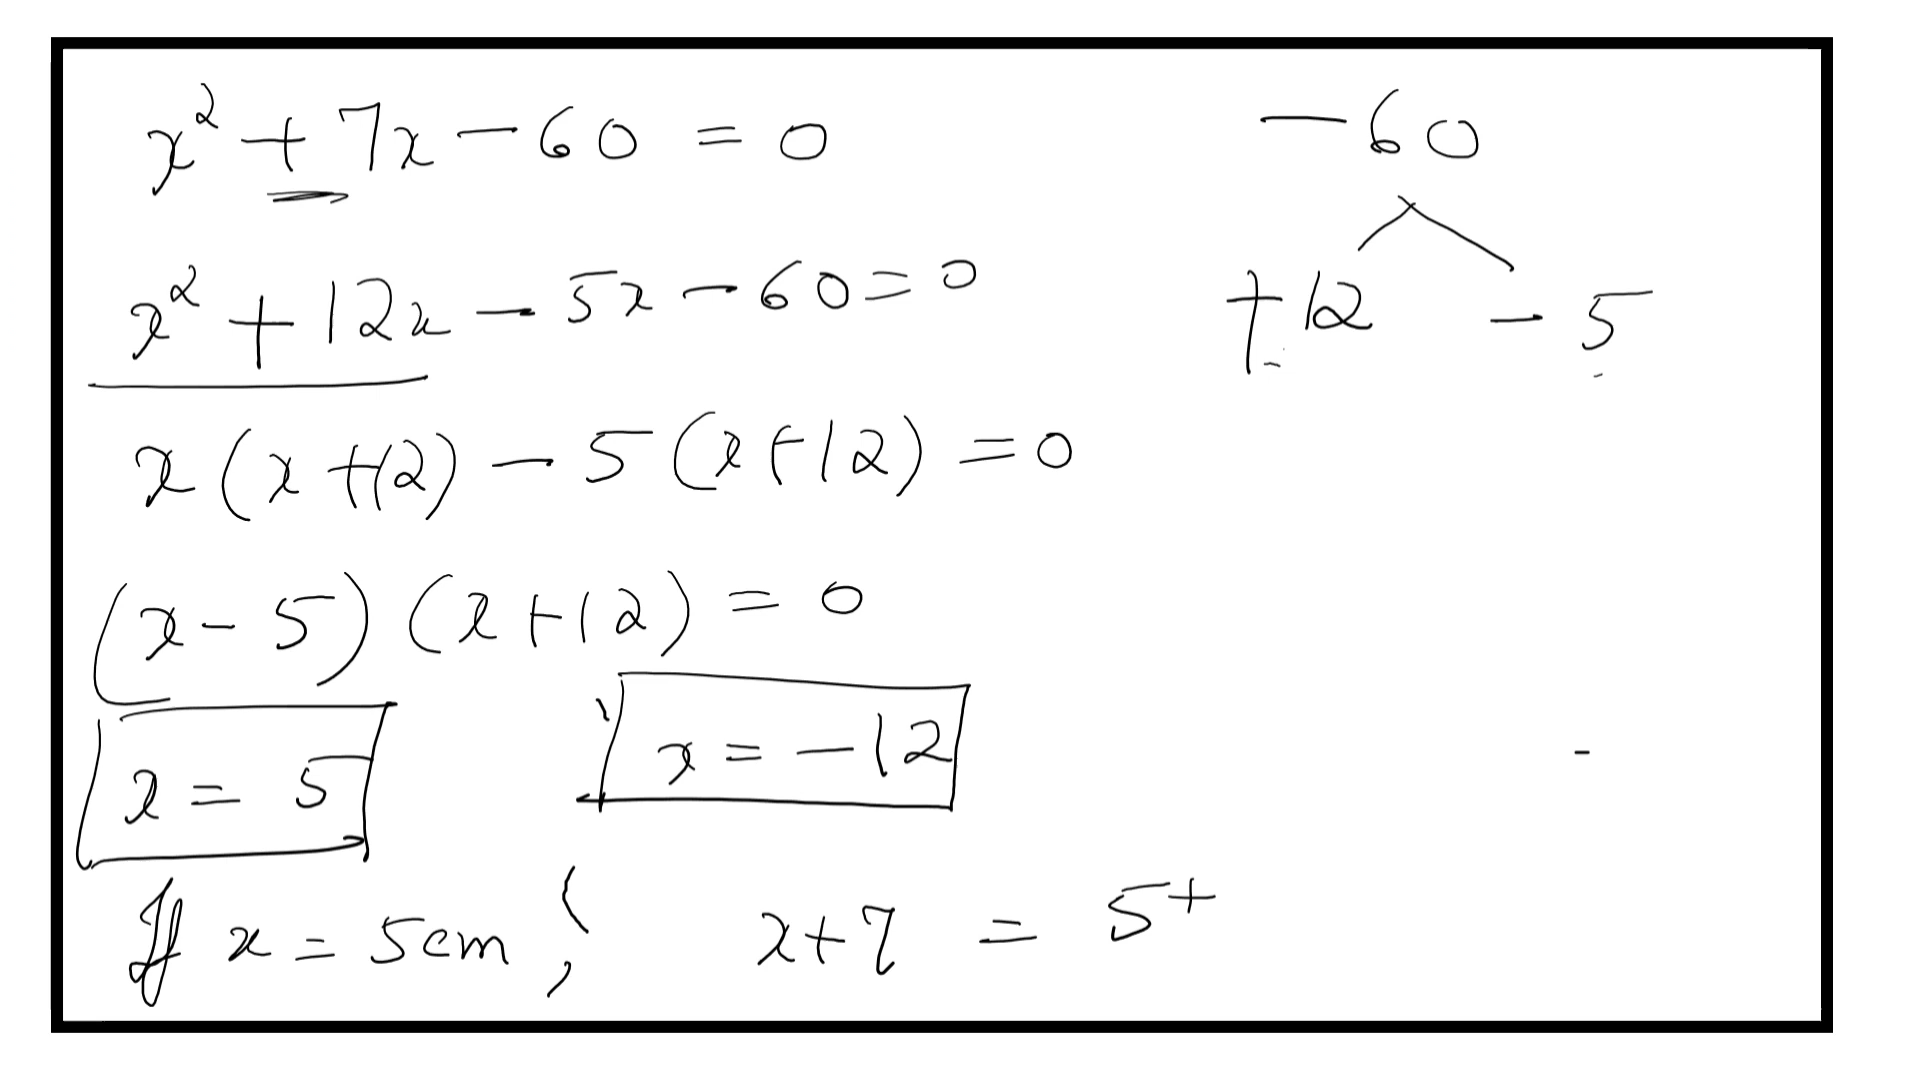 x² + 7x - 60 = 0
x² + 12x - 5x - 60 = 0
x(x+12) - 5(x+12) = 0
(x-5)(x+12) = 0
x = 5
x = -12
If x = 5cm, x+7 = 5+
-60
+12 -5